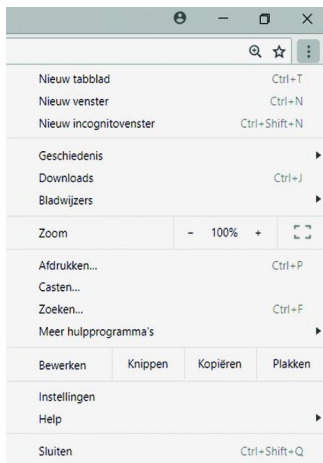 Nieuw tabblad Ctrl+T
Nieuw venster Ctrl+N
Nieuw incognitovenster Ctrl+Shift+N
Geschiedenis
Downloads Ctrl+J
Bladwijzers
Zoom - 100% +
Afdrukken... Ctrl+P
Casten...
Zoeken... Ctrl+F
Meer hulpprogramma's
Bewerken Knippen Kopiëren Plakken
Instellingen
Help
Sluiten Ctrl+Shift+Q